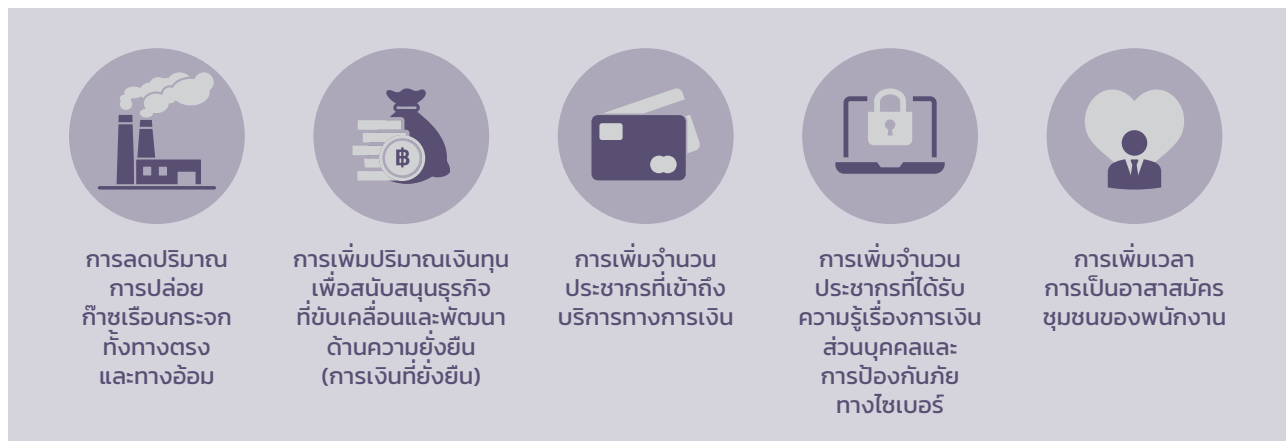 ฿
การลดปริมาณ
การปล่อย
ก๊าซเรือนกระจก
ทั้งทางตรง
และทางอ้อม
การเพิ่มปริมาณเงินทุน
เพื่อสนับสนุนธุรกิจ
ที่ขับเคลื่อนและพัฒนา
ด้านความยั่งยืน
(การเงินที่ยั่งยืน)
การเพิ่มจำนวน
ประชากรที่เข้าถึง
บริการทางการเงิน
การเพิ่มจำนวน
ประชากรที่ได้รับ
ความรู้เรื่องการเงิน
ส่วนบุคคลและ
การป้องกันภัย
ทางไซเบอร์
การเพิ่มเวลา
การเป็นอาสาสมัคร
ชุมชนของพนักงาน